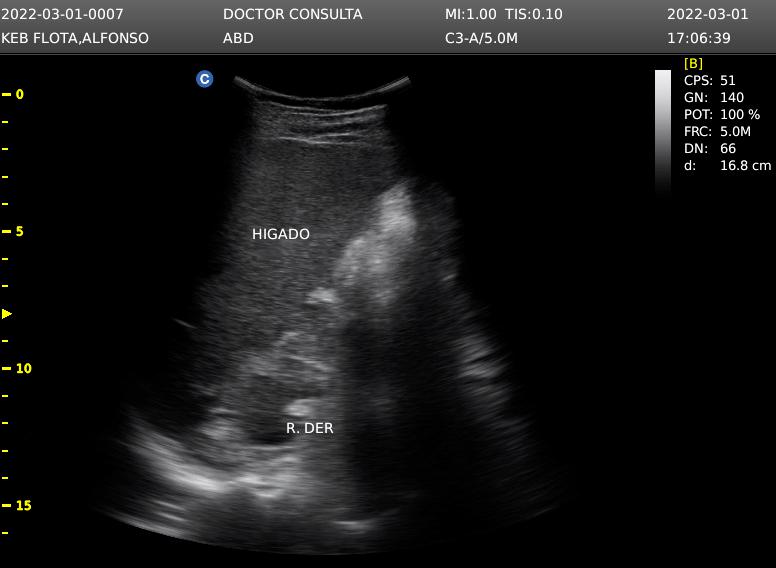 2022-03-01-0007 DOCTOR CONSULTA MI:1.00 TIS:0.10 2022-03-01
KEB FLOTA,ALFONSO ABD C3-A/5.0M 17:06:39
[B]
C
CPS: 51
GN: 140
POT: 100 %
FRC: 5.0M
DN: 66
d: 16.8 cm
0
5
10
15
HIGADO
R. DER